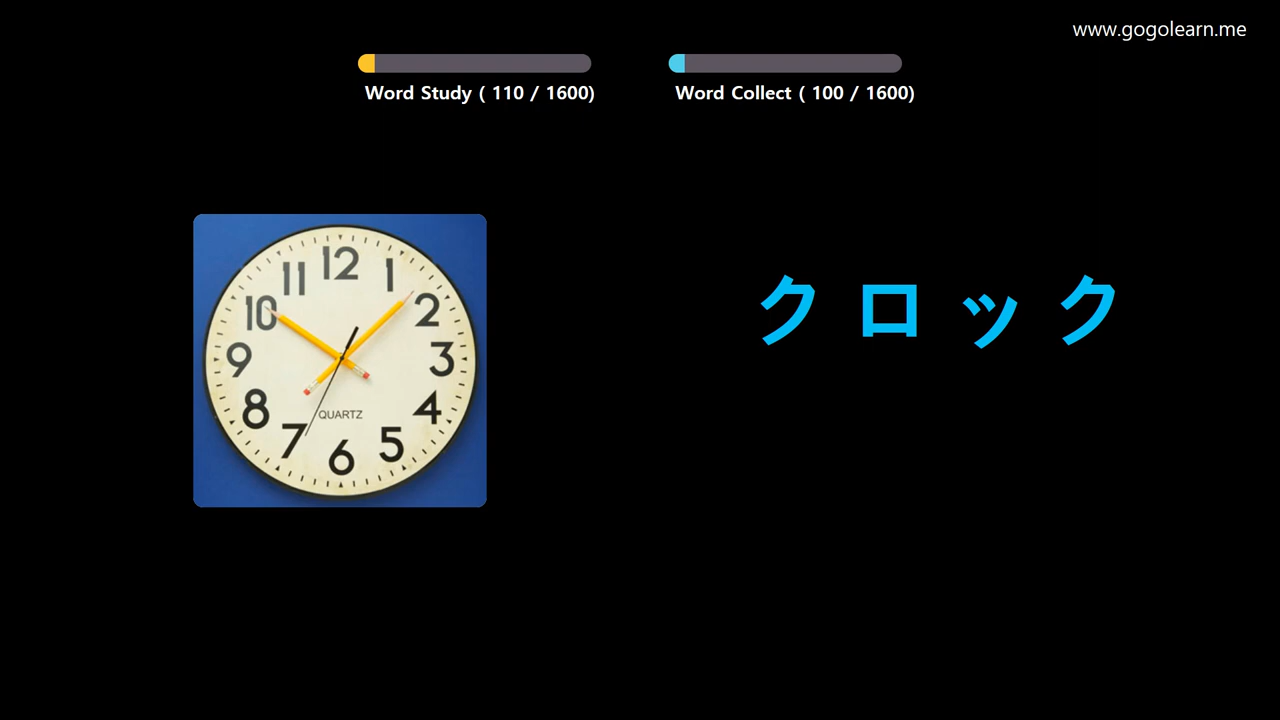 www.gogolearn.me
Word Study ( 110 / 1600)
Word Collect ( 100 / 1600)
12
1
2
3
4
5
6
7
8
9
10
11
QUARTZ
クロック